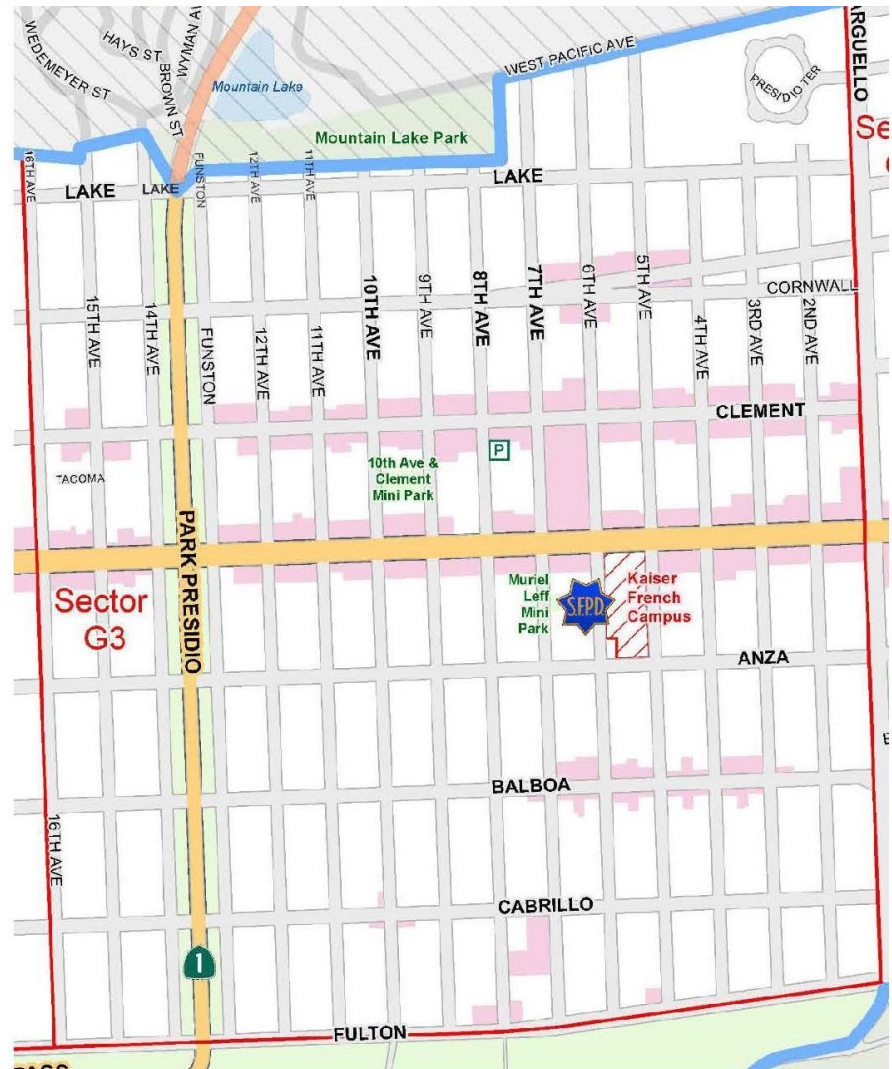 WEDEMEYER ST
HAYS ST
BROWN ST
WYMAN
Mountain Lake
Mountain Lake Park
WEST PACIFIC AVE
PRESIDIO TER
ARGUELLO
16TH AVE
LAKE
LAKE
FUNSTON
12TH AVE
11TH AVE
LAKE
15TH AVE
14TH AVE
FUNSTON
12TH AVE
11TH AVE
10TH AVE
9TH AVE
8TH AVE
7TH AVE
6TH AVE
5TH AVE
4TH AVE
3RD AVE
2ND AVE
CORNWALL
CLEMENT
P
10th Ave &
Clement
Mini Park
TACOMA
PARK PRESIDIO
Sector
G3
Muriel
Leff
Mini
Park
S.F.P.D.
Kaiser
French
Campus
ANZA
BALBOA
16TH AVE
CABRILLO
1
FULTON